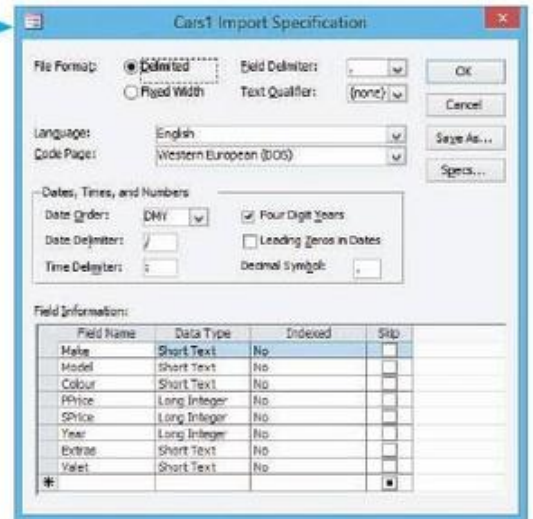 Cars1 Import Specification
File Format: Delimited Field Delimiter: , OK
Fixed Width Text Qualifier: {none} Cancel
Language: English Save As...
Code Page: Western European (DOS) Specs...
Dates, Times, and Numbers
Date Order: DMY Four Digit Years
Date Delimiter: / Leading Zeros in Dates
Time Delimiter: : Decimal Symbol: .
Field Information:
Field Name Data Type Indexed Skip
Make Short Text No
Model Short Text No
Colour Short Text No
PPrice Long Integer No
SPrice Long Integer No
Year Long Integer No
Extras Short Text No
Valet Short Text No
*